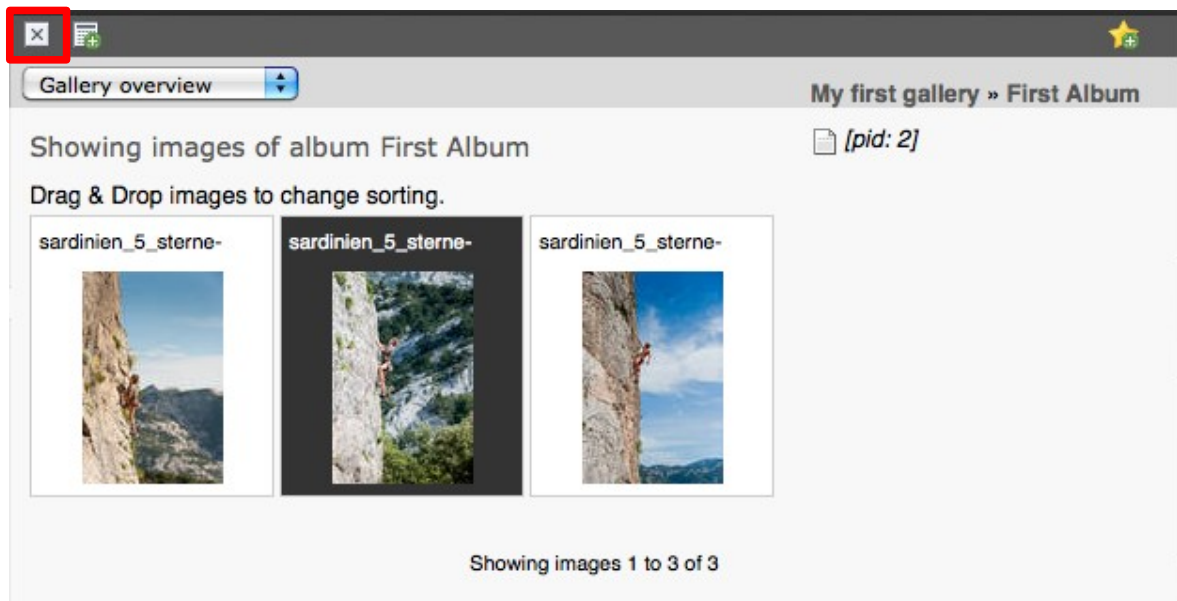 Gallery overview
My first gallery » First Album
[pid: 2]
Showing images of album First Album
Drag & Drop images to change sorting.
sardinien_5_sterne-
sardinien_5_sterne-
sardinien_5_sterne-
Showing images 1 to 3 of 3